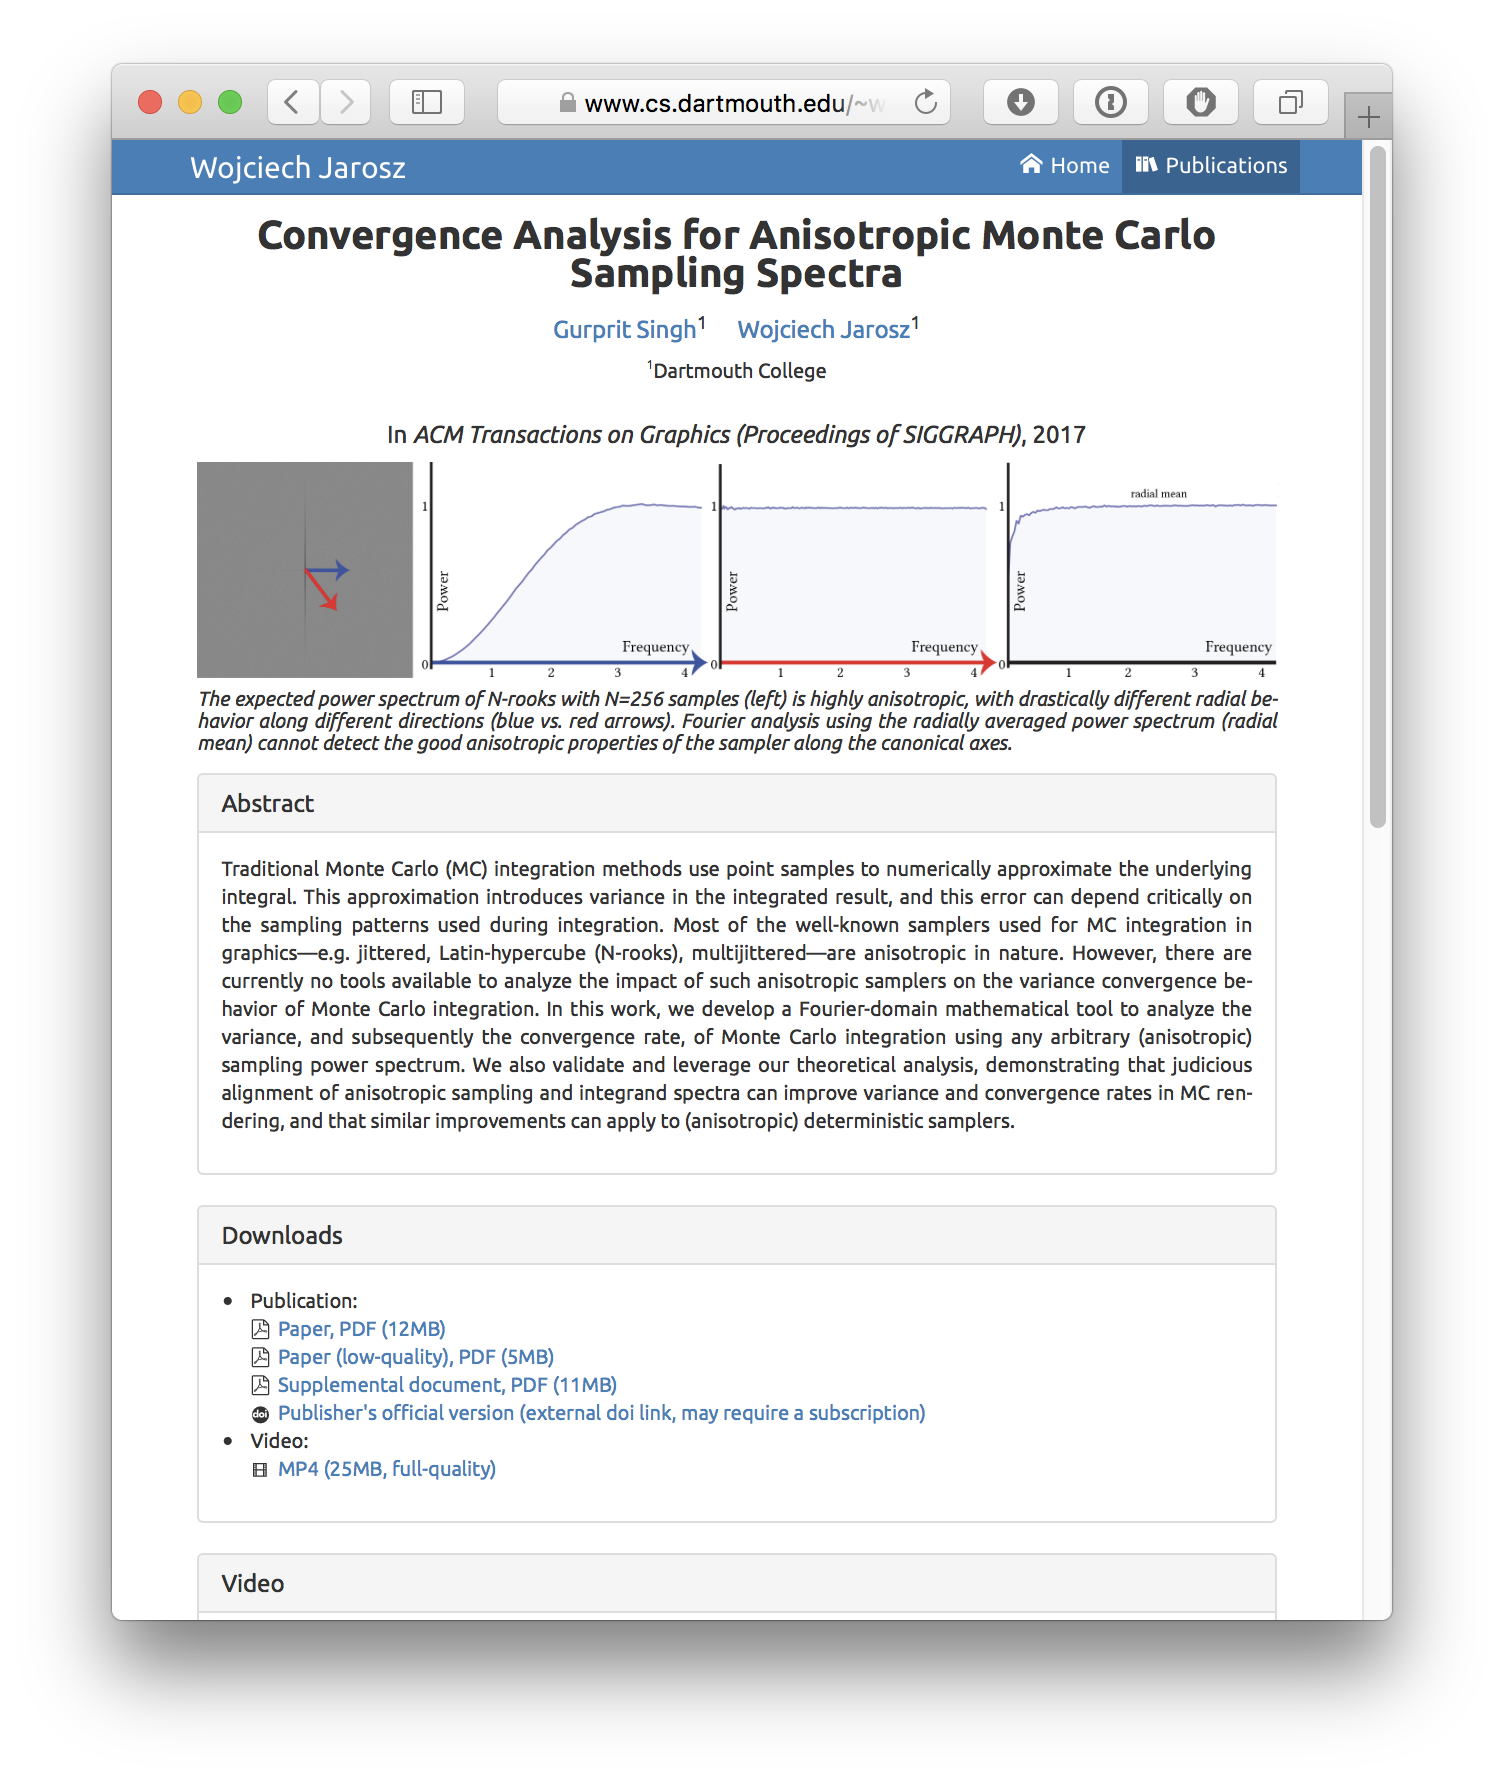 www.cs.dartmouth.edu/~w
Wojciech Jarosz
Home
Publications
Convergence Analysis for Anisotropic Monte Carlo
Sampling Spectra
Gurprit Singh1 Wojciech Jarosz1
1Dartmouth College
In ACM Transactions on Graphics (Proceedings of SIGGRAPH), 2017
1
Power
Frequency
0
1 2 3 4
1
Power
Frequency
0
1 2 3 4
radial mean
1
Power
Frequency
0
1 2 3 4
The expected power spectrum of N-rooks with N=256 samples (left) is highly anisotropic, with drastically different radial be-
havior along different directions (blue vs. red arrows). Fourier analysis using the radially averaged power spectrum (radial
mean) cannot detect the good anisotropic properties of the sampler along the canonical axes.
Abstract
Traditional Monte Carlo (MC) integration methods use point samples to numerically approximate the underlying
integral. This approximation introduces variance in the integrated result, and this error can depend critically on
the sampling patterns used during integration. Most of the well-known samplers used for MC integration in
graphics—e.g. jittered, Latin-hypercube (N-rooks), multijittered—are anisotropic in nature. However, there are
currently no tools available to analyze the impact of such anisotropic samplers on the variance convergence be-
havior of Monte Carlo integration. In this work, we develop a Fourier-domain mathematical tool to analyze the
variance, and subsequently the convergence rate, of Monte Carlo integration using any arbitrary (anisotropic)
sampling power spectrum. We also validate and leverage our theoretical analysis, demonstrating that judicious
alignment of anisotropic sampling and integrand spectra can improve variance and convergence rates in MC ren-
dering, and that similar improvements can apply to (anisotropic) deterministic samplers.
Downloads
• Publication:
Paper, PDF (12MB)
Paper (low-quality), PDF (5MB)
Supplemental document, PDF (11MB)
doi Publisher's official version (external doi link, may require a subscription)
• Video:
MP4 (25MB, full-quality)
Video